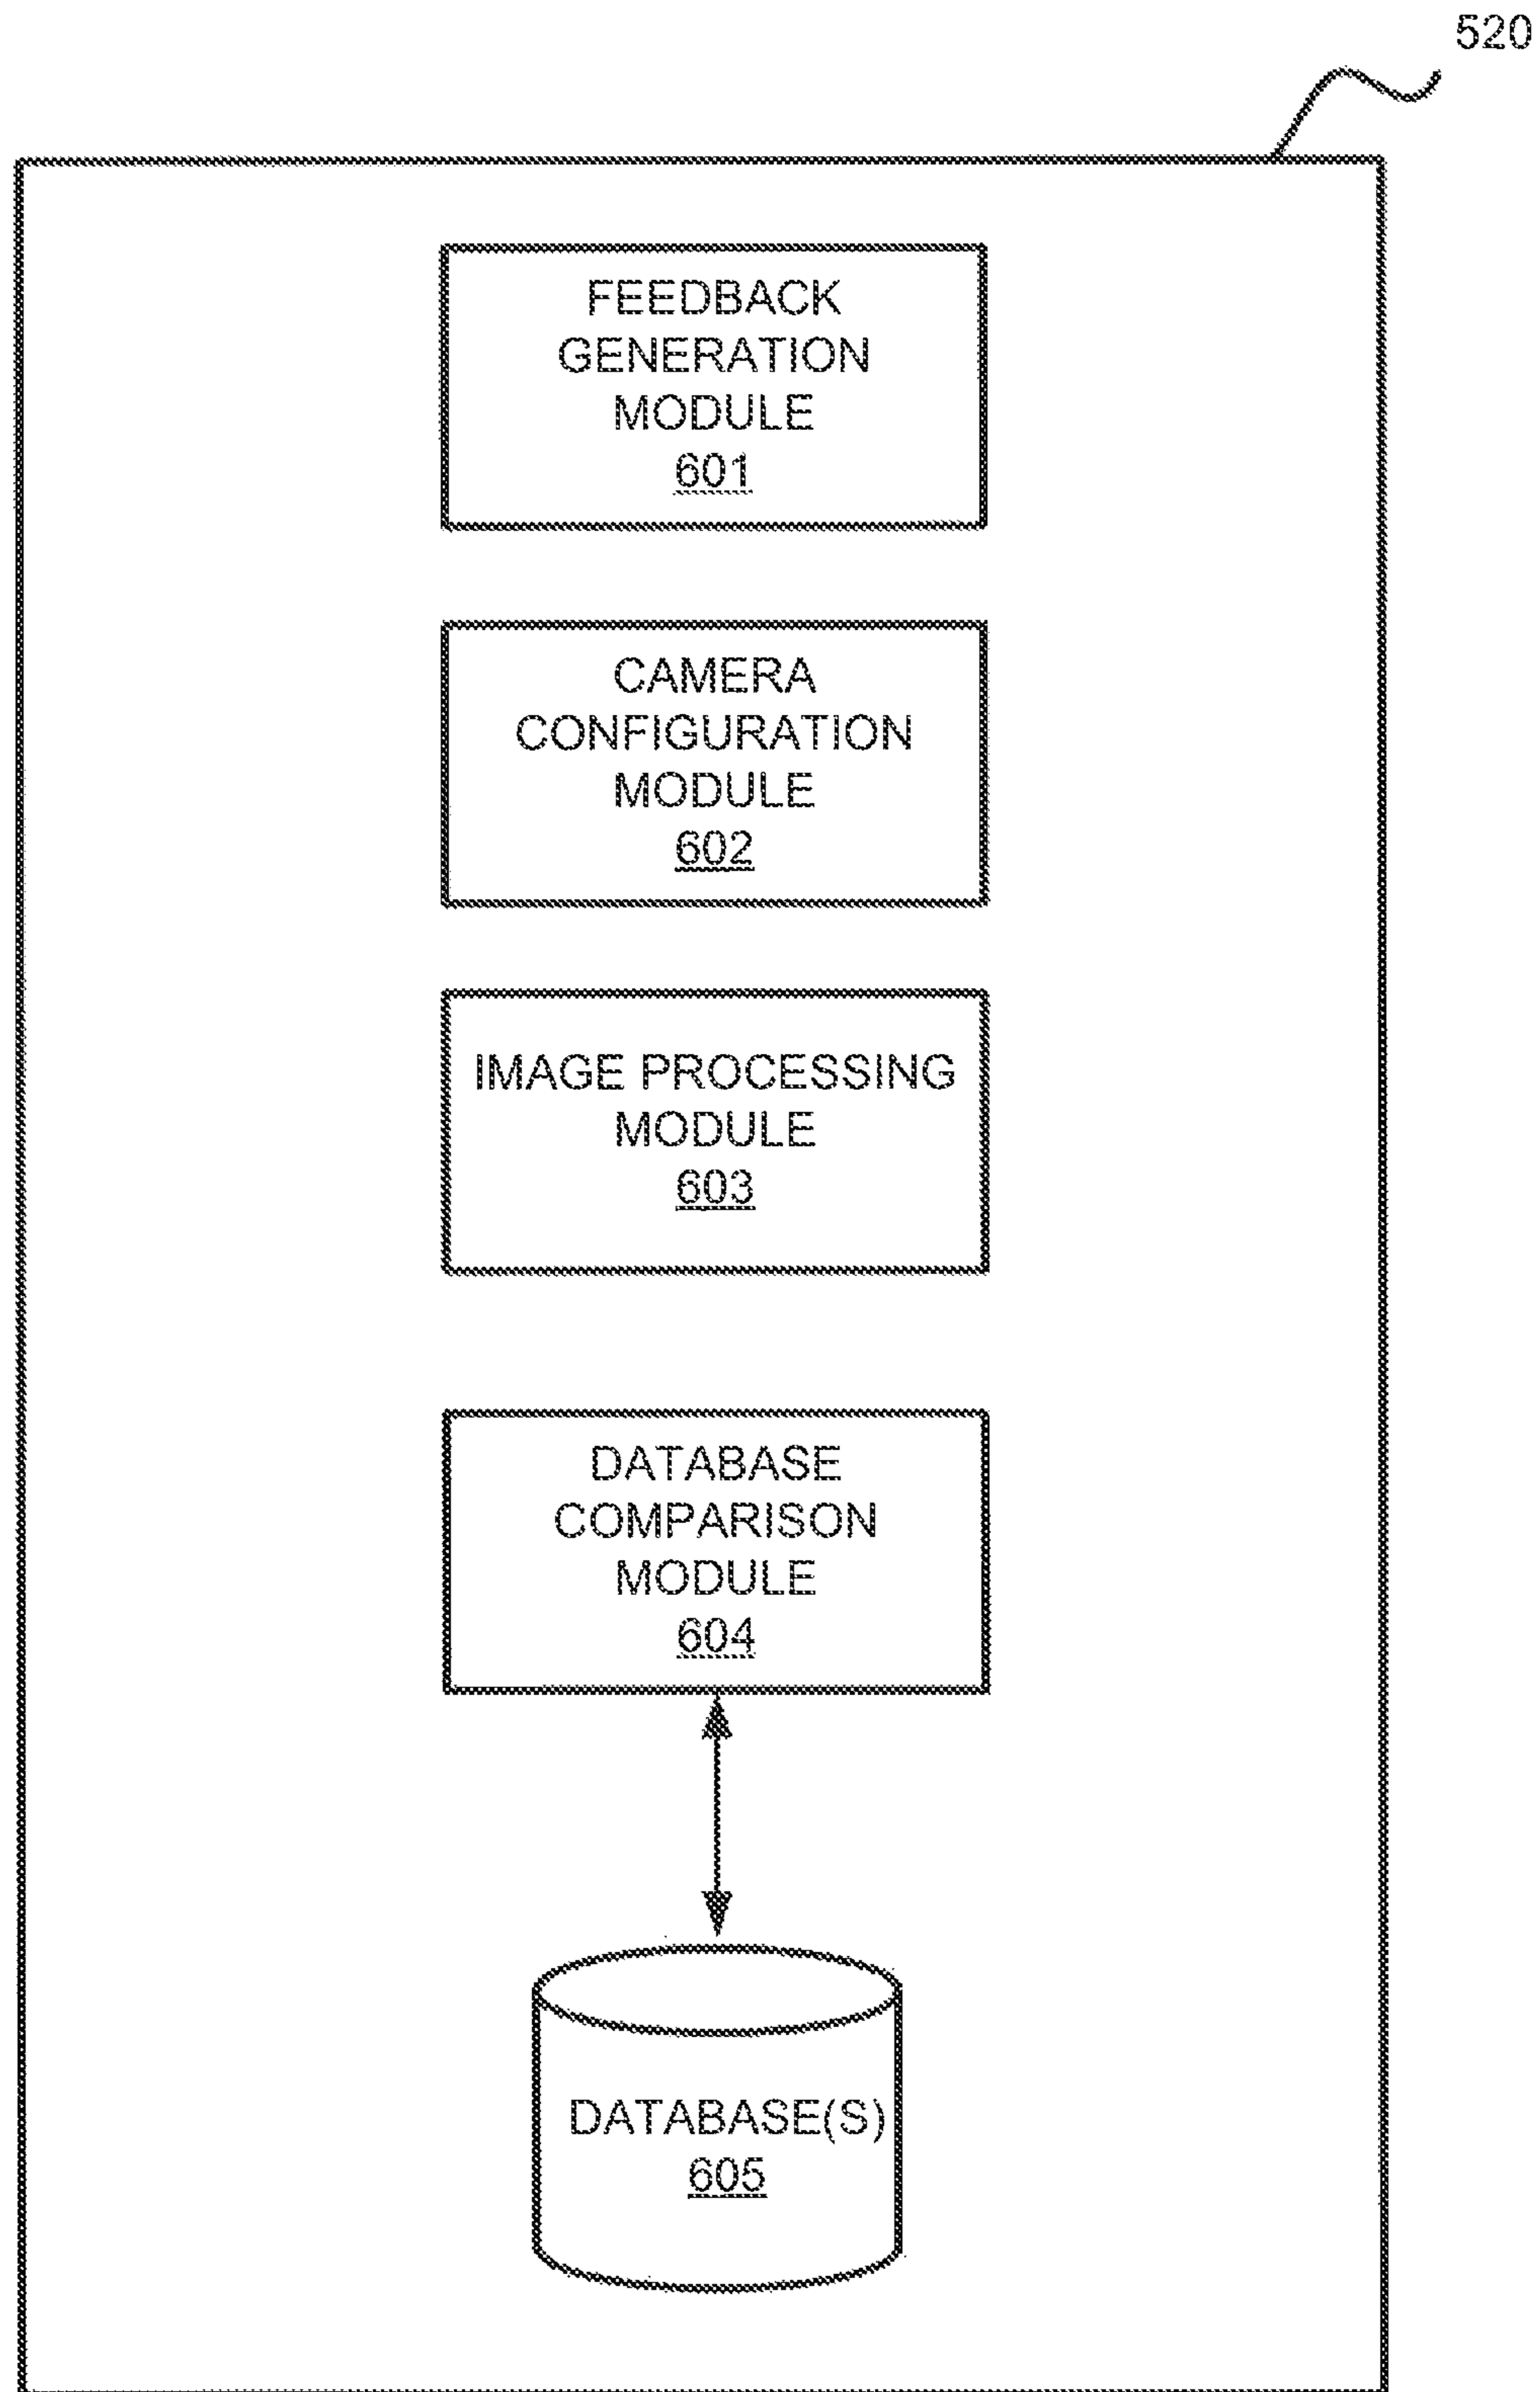 520
FEEDBACK
GENERATION
MODULE
601
CAMERA
CONFIGURATION
MODULE
602
IMAGE PROCESSING
MODULE
603
DATABASE
COMPARISON
MODULE
604
DATABASE(S)
605